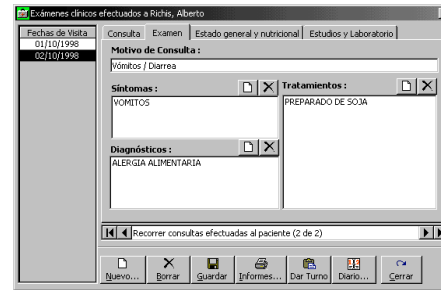 Exámenes clínicos efectuados a Richis, Alberto
Fechas de Visita
01/10/1998
02/10/1998
Consulta Examen Estado general y nutricional Estudios y Laboratorio
Motivo de Consulta :
Vómitos / Diarrea
Síntomas : Tratamientos :
VOMITOS PREPARADO DE SOJA
Diagnósticos :
ALERGIA ALIMENTARIA
Recorrer consultas efectuadas al paciente (2 de 2)
Nuevo... Borrar Guardar Informes... Dar Turno Diario... Cerrar